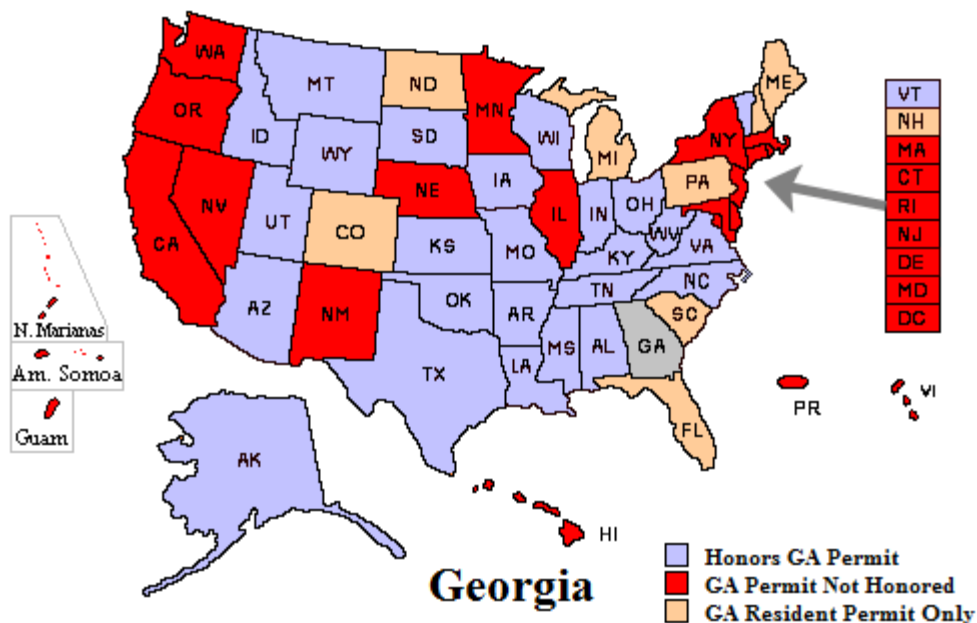 WA
MT
ND
MN
ME
VT
NH
MA
CT
RI
NJ
DE
MD
DC
OR
ID
SD
WI
NY
WY
MI
PA
NE
IA
IL
IN
OH
NV
UT
CO
KS
MO
WV
VA
KY
CA
AZ
NM
OK
AR
TN
NC
SC
MS
AL
GA
TX
LA
FL
N. Marianas
Am. Somoa
Guam
PR
VI
AK
HI
Georgia
Honors GA Permit
GA Permit Not Honored
GA Resident Permit Only